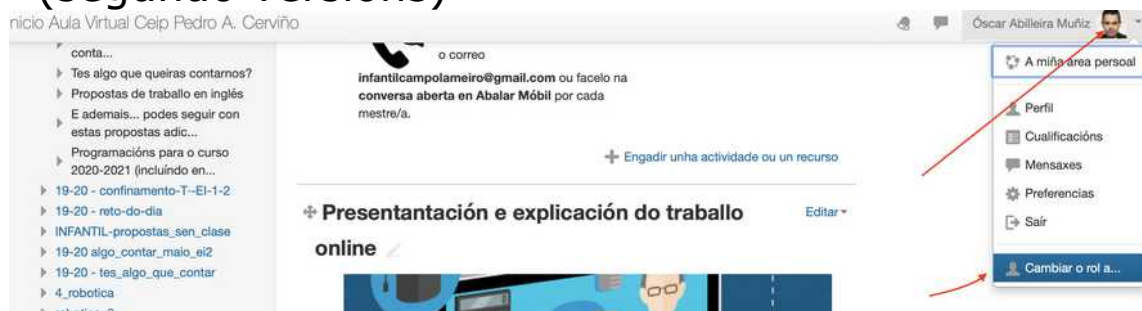 (segundo versións)
nicio Aula Virtual Ceip Pedro A. Cerviño
Óscar Abilleira Muñiz
conta...
Tes algo que queiras contarnos?
Propostas de traballo en inglés
E ademais... podes seguir con
estas propostas adic...
Programacións para o curso
2020-2021 (incluíndo en...
19-20 - confinamento-T--EI-1-2
19-20 - reto-do-dia
INFANTIL-propostas_sen_clase
19-20 algo_contar_maio_ei2
19-20 - tes_algo_que_contar
4_robotica
o correo
infantilcampolameiro@gmail.com ou facelo na
conversa aberta en Abalar Móbil por cada
mestre/a.
Engadir unha actividade ou un recurso
Presentantación e explicación do traballo
online
Editar
A miña área persoal
Perfil
Cualificacións
Mensaxes
Preferencias
Saír
Cambiar o rol a...